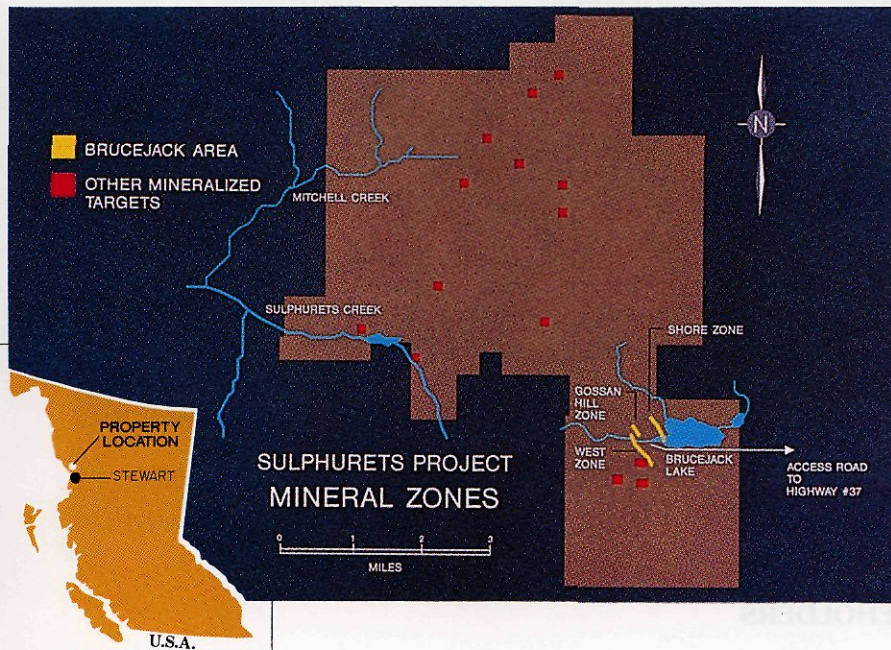 BRUCEJACK AREA
OTHER MINERALIZED
TARGETS
MITCHELL CREEK
N
SULPHURETS CREEK
SHORE ZONE
GOSSAN
HILL ZONE
WEST
ZONE
BRUCEJACK
LAKE
ACCESS ROAD
TO
HIGHWAY #37
SULPHURETS PROJECT
MINERAL ZONES
0 1 2 3
MILES
PROPERTY
LOCATION
STEWART
U.S.A.